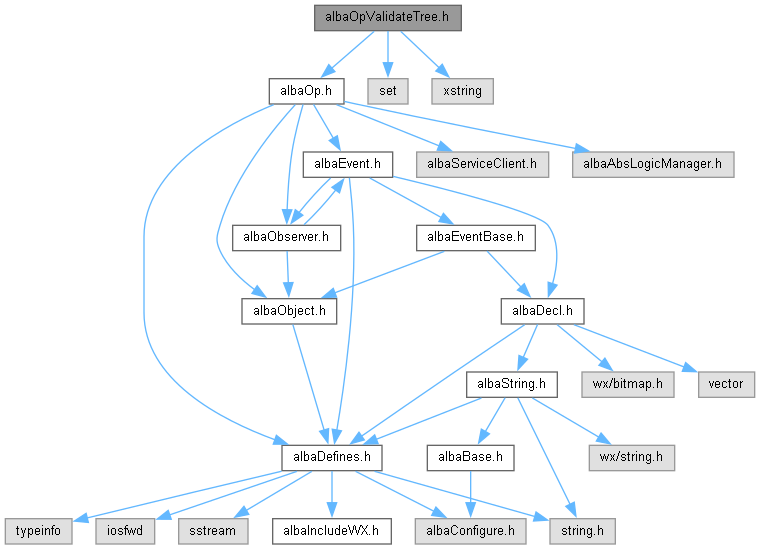 albaOpValidateTree.h
albaOp.h
set
xstring
albaEvent.h
albaServiceClient.h
albaAbsLogicManager.h
albaObserver.h
albaEventBase.h
albaObject.h
albaDecl.h
albaString.h
wx/bitmap.h
vector
albaDefines.h
albaBase.h
wx/string.h
typeinfo
iosfwd
sstream
albaIncludeWX.h
albaConfigure.h
string.h